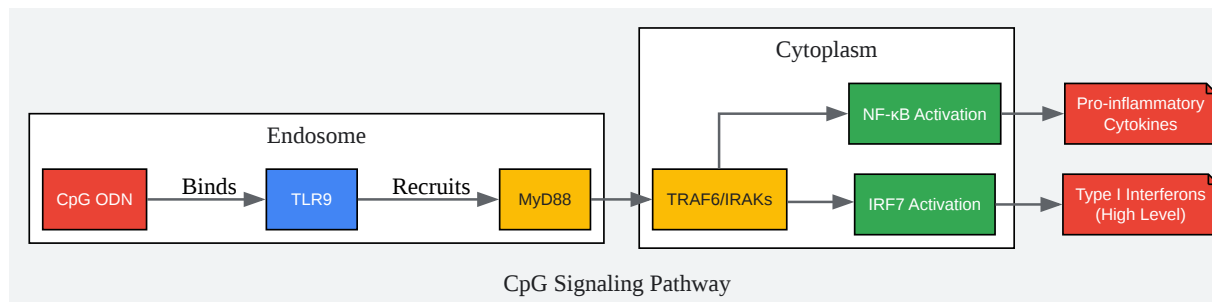 Cytoplasm
NF-κB Activation
Pro-inflammatory
Cytokines
Endosome
CpG ODN
Binds
TLR9
Recruits
MyD88
TRAF6/IRAKs
IRF7 Activation
Type I Interferons
(High Level)
CpG Signaling Pathway